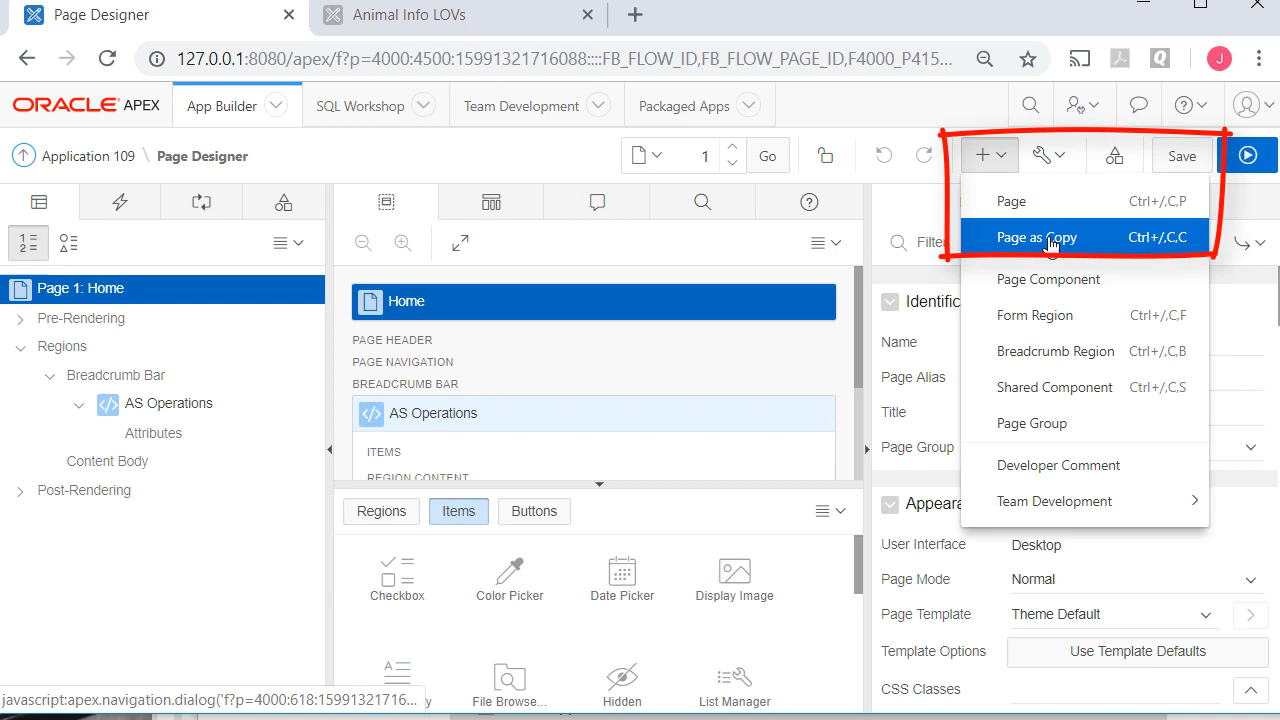 Page Designer
Animal Info LOVs
127.0.0.1:8080/apex/f?p=4000:4500:15991321716088::::FB_FLOW_ID,FB_FLOW_PAGE_ID,F4000_P415...
J
ORACLE APEX
App Builder
SQL Workshop
Team Development
Packaged Apps
Application 109 \ Page Designer
1
Go
Save
Page Ctrl+/,C,P
Page as Copy Ctrl+/,C,C
Page Component
Form Region Ctrl+/,C,F
Breadcrumb Region Ctrl+/,C,B
Shared Component Ctrl+/,C,S
Page Group
Developer Comment
Team Development
Page 1: Home
Pre-Rendering
Regions
Breadcrumb Bar
AS Operations
Attributes
Content Body
Post-Rendering
Home
PAGE HEADER
PAGE NAVIGATION
BREADCRUMB BAR
AS Operations
ITEMS
REGION CONTENT
Regions
Items
Buttons
Checkbox
Color Picker
Date Picker
Display Image
File Browse...
Hidden
List Manager
Filte
Identific
Name
Page Alias
Title
Page Group
Appeara
User Interface Desktop
Page Mode Normal
Page Template Theme Default
Template Options Use Template Defaults
CSS Classes
javascript:apex.navigation.dialog('f?p=4000:618:15991321716...